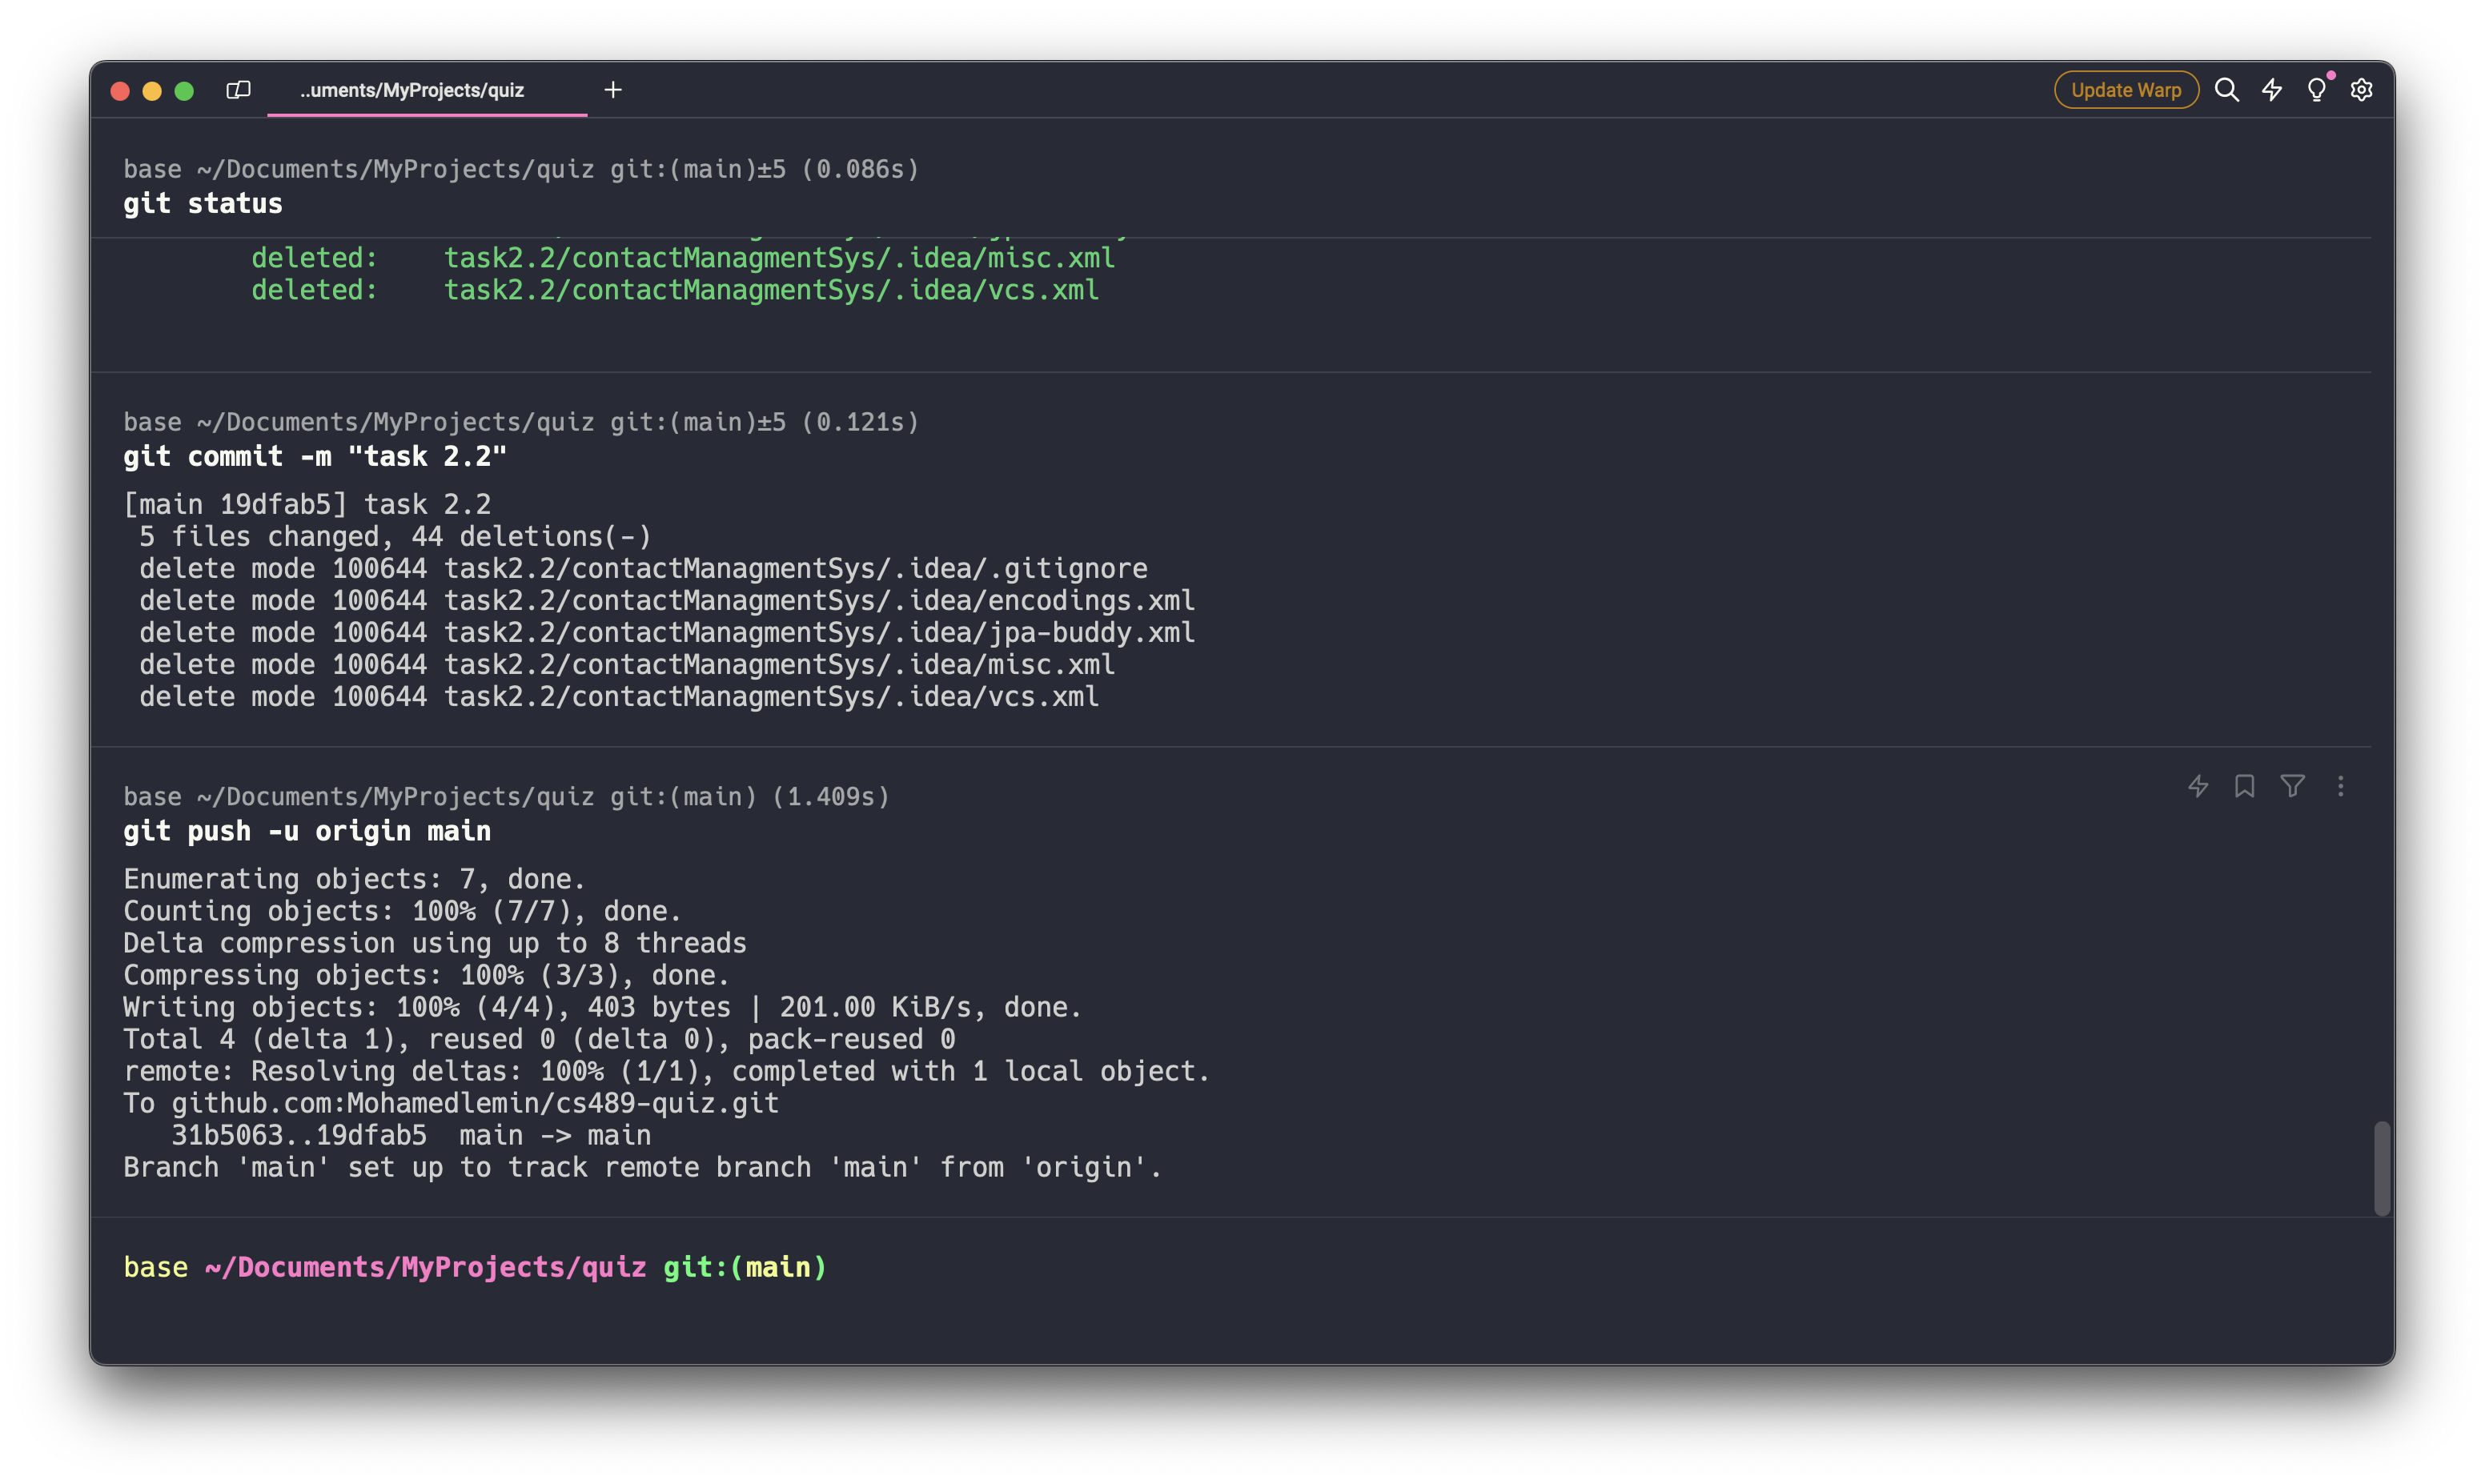 ..uments/MyProjects/quiz
Update Warp
base ~/Documents/MyProjects/quiz git:(main)±5 (0.086s)
git status
deleted:    task2.2/contactManagmentSys/.idea/misc.xml
deleted:    task2.2/contactManagmentSys/.idea/vcs.xml
base ~/Documents/MyProjects/quiz git:(main)±5 (0.121s)
git commit -m "task 2.2"
[main 19dfab5] task 2.2
5 files changed, 44 deletions(-)
delete mode 100644 task2.2/contactManagmentSys/.idea/.gitignore
delete mode 100644 task2.2/contactManagmentSys/.idea/encodings.xml
delete mode 100644 task2.2/contactManagmentSys/.idea/jpa-buddy.xml
delete mode 100644 task2.2/contactManagmentSys/.idea/misc.xml
delete mode 100644 task2.2/contactManagmentSys/.idea/vcs.xml
base ~/Documents/MyProjects/quiz git:(main) (1.409s)
git push -u origin main
Enumerating objects: 7, done.
Counting objects: 100% (7/7), done.
Delta compression using up to 8 threads
Compressing objects: 100% (3/3), done.
Writing objects: 100% (4/4), 403 bytes | 201.00 KiB/s, done.
Total 4 (delta 1), reused 0 (delta 0), pack-reused 0
remote: Resolving deltas: 100% (1/1), completed with 1 local object.
To github.com:Mohamedlemin/cs489-quiz.git
31b5063..19dfab5  main -> main
Branch 'main' set up to track remote branch 'main' from 'origin'.
base ~/Documents/MyProjects/quiz git:(main)